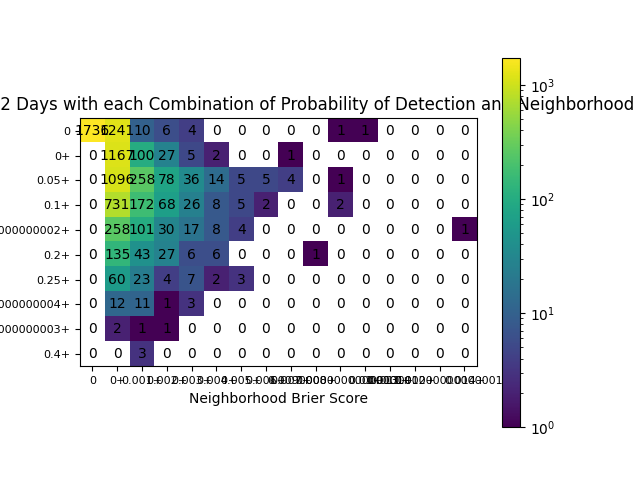 2 Days with each Combination of Probability of Detection and Neighborhood
0 1736 1241 110 6 4 0 0 0 0 0 1 1 0 0 0 0
0+ 0 1167 100 27 5 2 0 0 1 0 0 0 0 0 0 0
0.05+ 0 1096 258 78 36 14 5 5 4 0 1 0 0 0 0 0
0.1+ 0 731 172 68 26 8 5 2 0 0 2 0 0 0 0 0
000000002+ 0 258 101 30 17 8 4 0 0 0 0 0 0 0 0 1
0.2+ 0 135 43 27 6 6 0 0 0 1 0 0 0 0 0 0
0.25+ 0 60 23 4 7 2 3 0 0 0 0 0 0 0 0 0
000000004+ 0 12 11 1 3 0 0 0 0 0 0 0 0 0 0 0
000000003+ 0 2 1 1 0 0 0 0 0 0 0 0 0 0 0 0
0.4+ 0 0 3 0 0 0 0 0 0 0 0 0 0 0 0 0
0 0+ 0.001+ 0.002+
Neighborhood Brier Score
10³
10²
10¹
10⁰